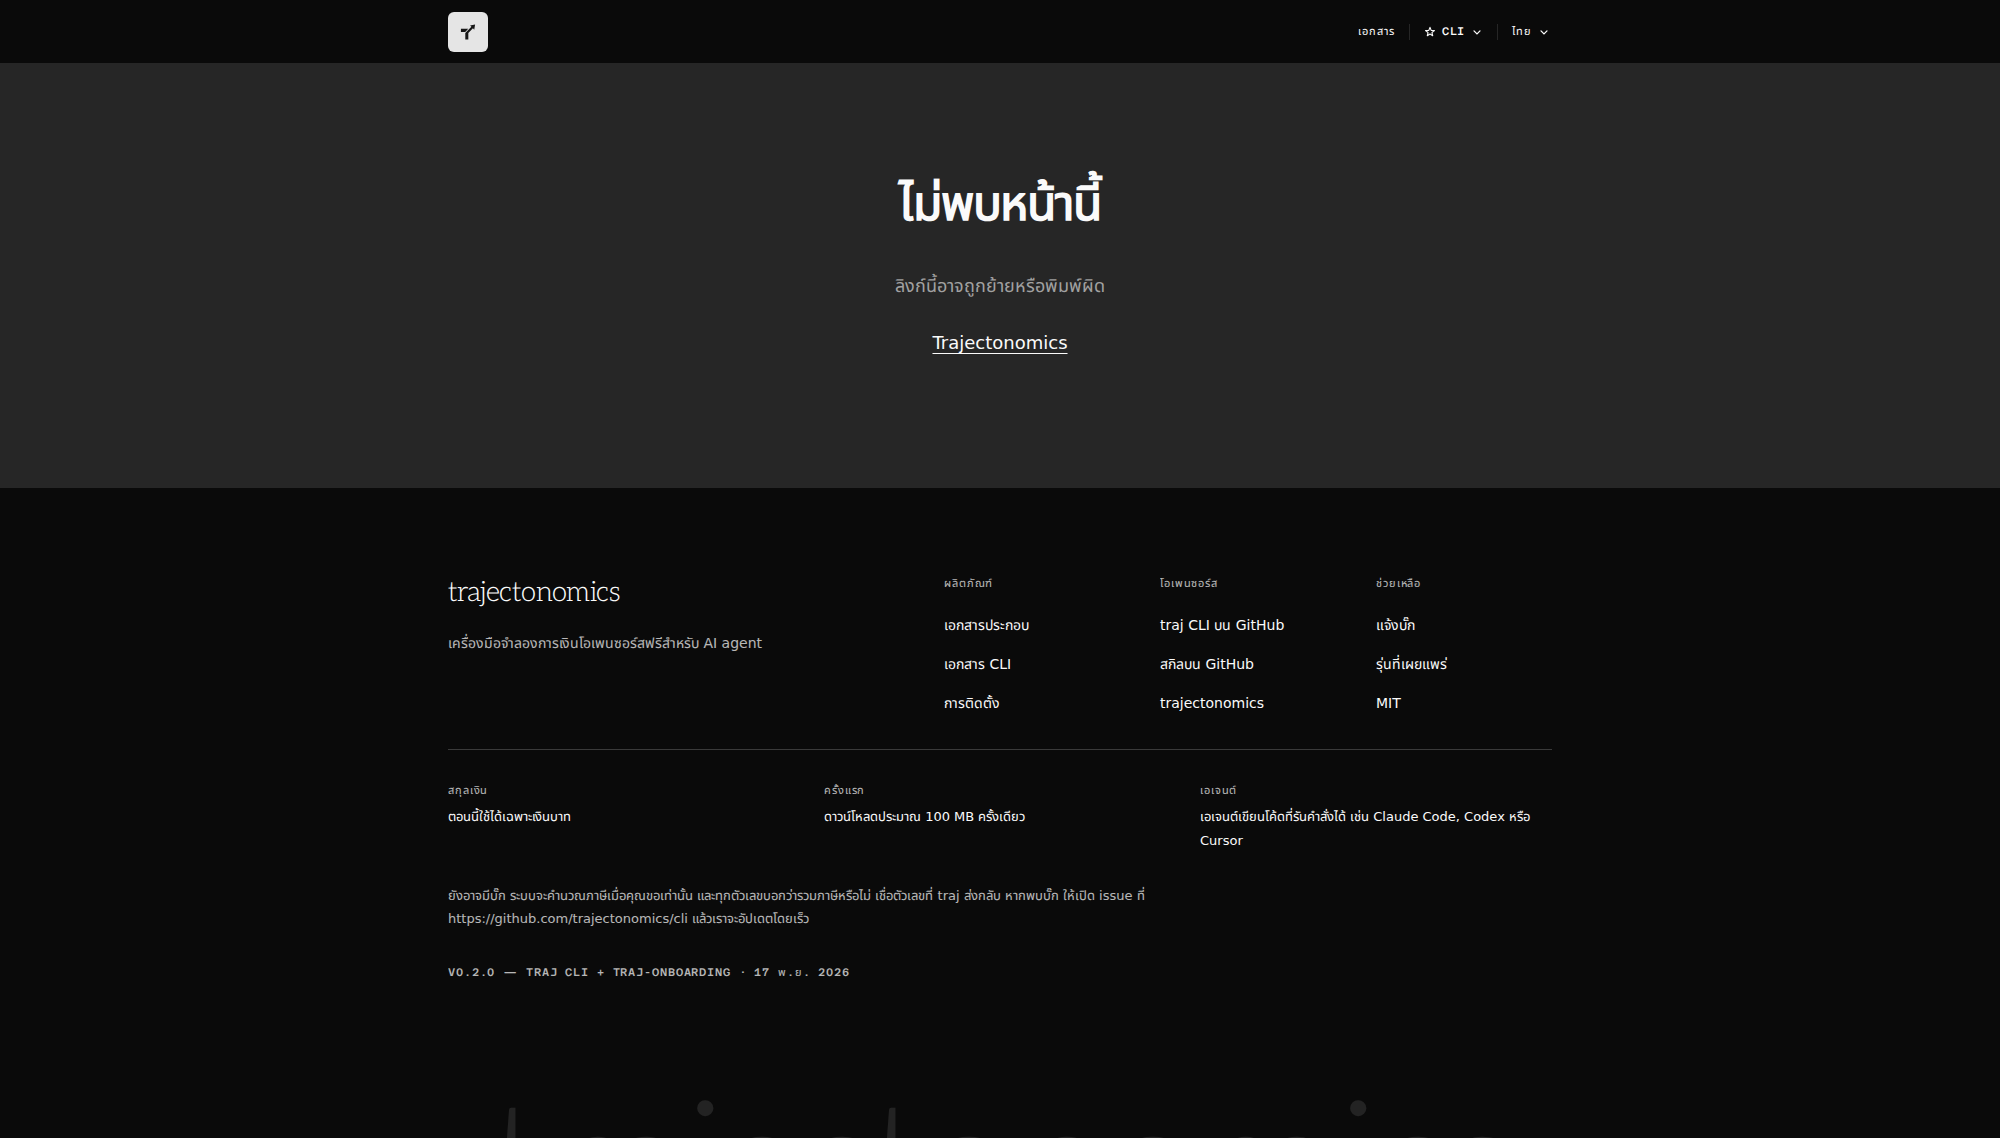 เอกสาร
CLI
ไทย
ไม่พบหน้านี้
ลิงก์นี้อาจถูกย้ายหรือพิมพ์ผิด
Trajectonomics
trajectonomics
เครื่องมือจำลองการเงินโอเพนซอร์สฟรีสำหรับ AI agent
ผลิตภัณฑ์
เอกสารประกอบ
เอกสาร CLI
การติดตั้ง
โอเพนซอร์ส
traj CLI บน GitHub
สกิลบน GitHub
trajectonomics
ช่วยเหลือ
แจ้งบั๊ก
รุ่นที่เผยแพร่
MIT
สกุลเงิน
ตอนนี้ใช้ได้เฉพาะเงินบาท
ครั้งแรก
ดาวน์โหลดประมาณ 100 MB ครั้งเดียว
เอเจนต์
เอเจนต์เขียนโค้ดที่รันคำสั่งได้ เช่น Claude Code, Codex หรือ
Cursor
ยังอาจมีบั๊ก ระบบจะคำนวณภาษีเมื่อคุณขอเท่านั้น และทุกตัวเลขบอกว่ารวมภาษีหรือไม่ เชื่อตัวเลขที่ traj ส่งกลับ หากพบบั๊ก ให้เปิด issue ที่
https://github.com/trajectonomics/cli แล้วเราจะอัปเดตโดยเร็ว
V0.2.0 — TRAJ CLI + TRAJ-ONBOARDING · 17 พ.ย. 2026